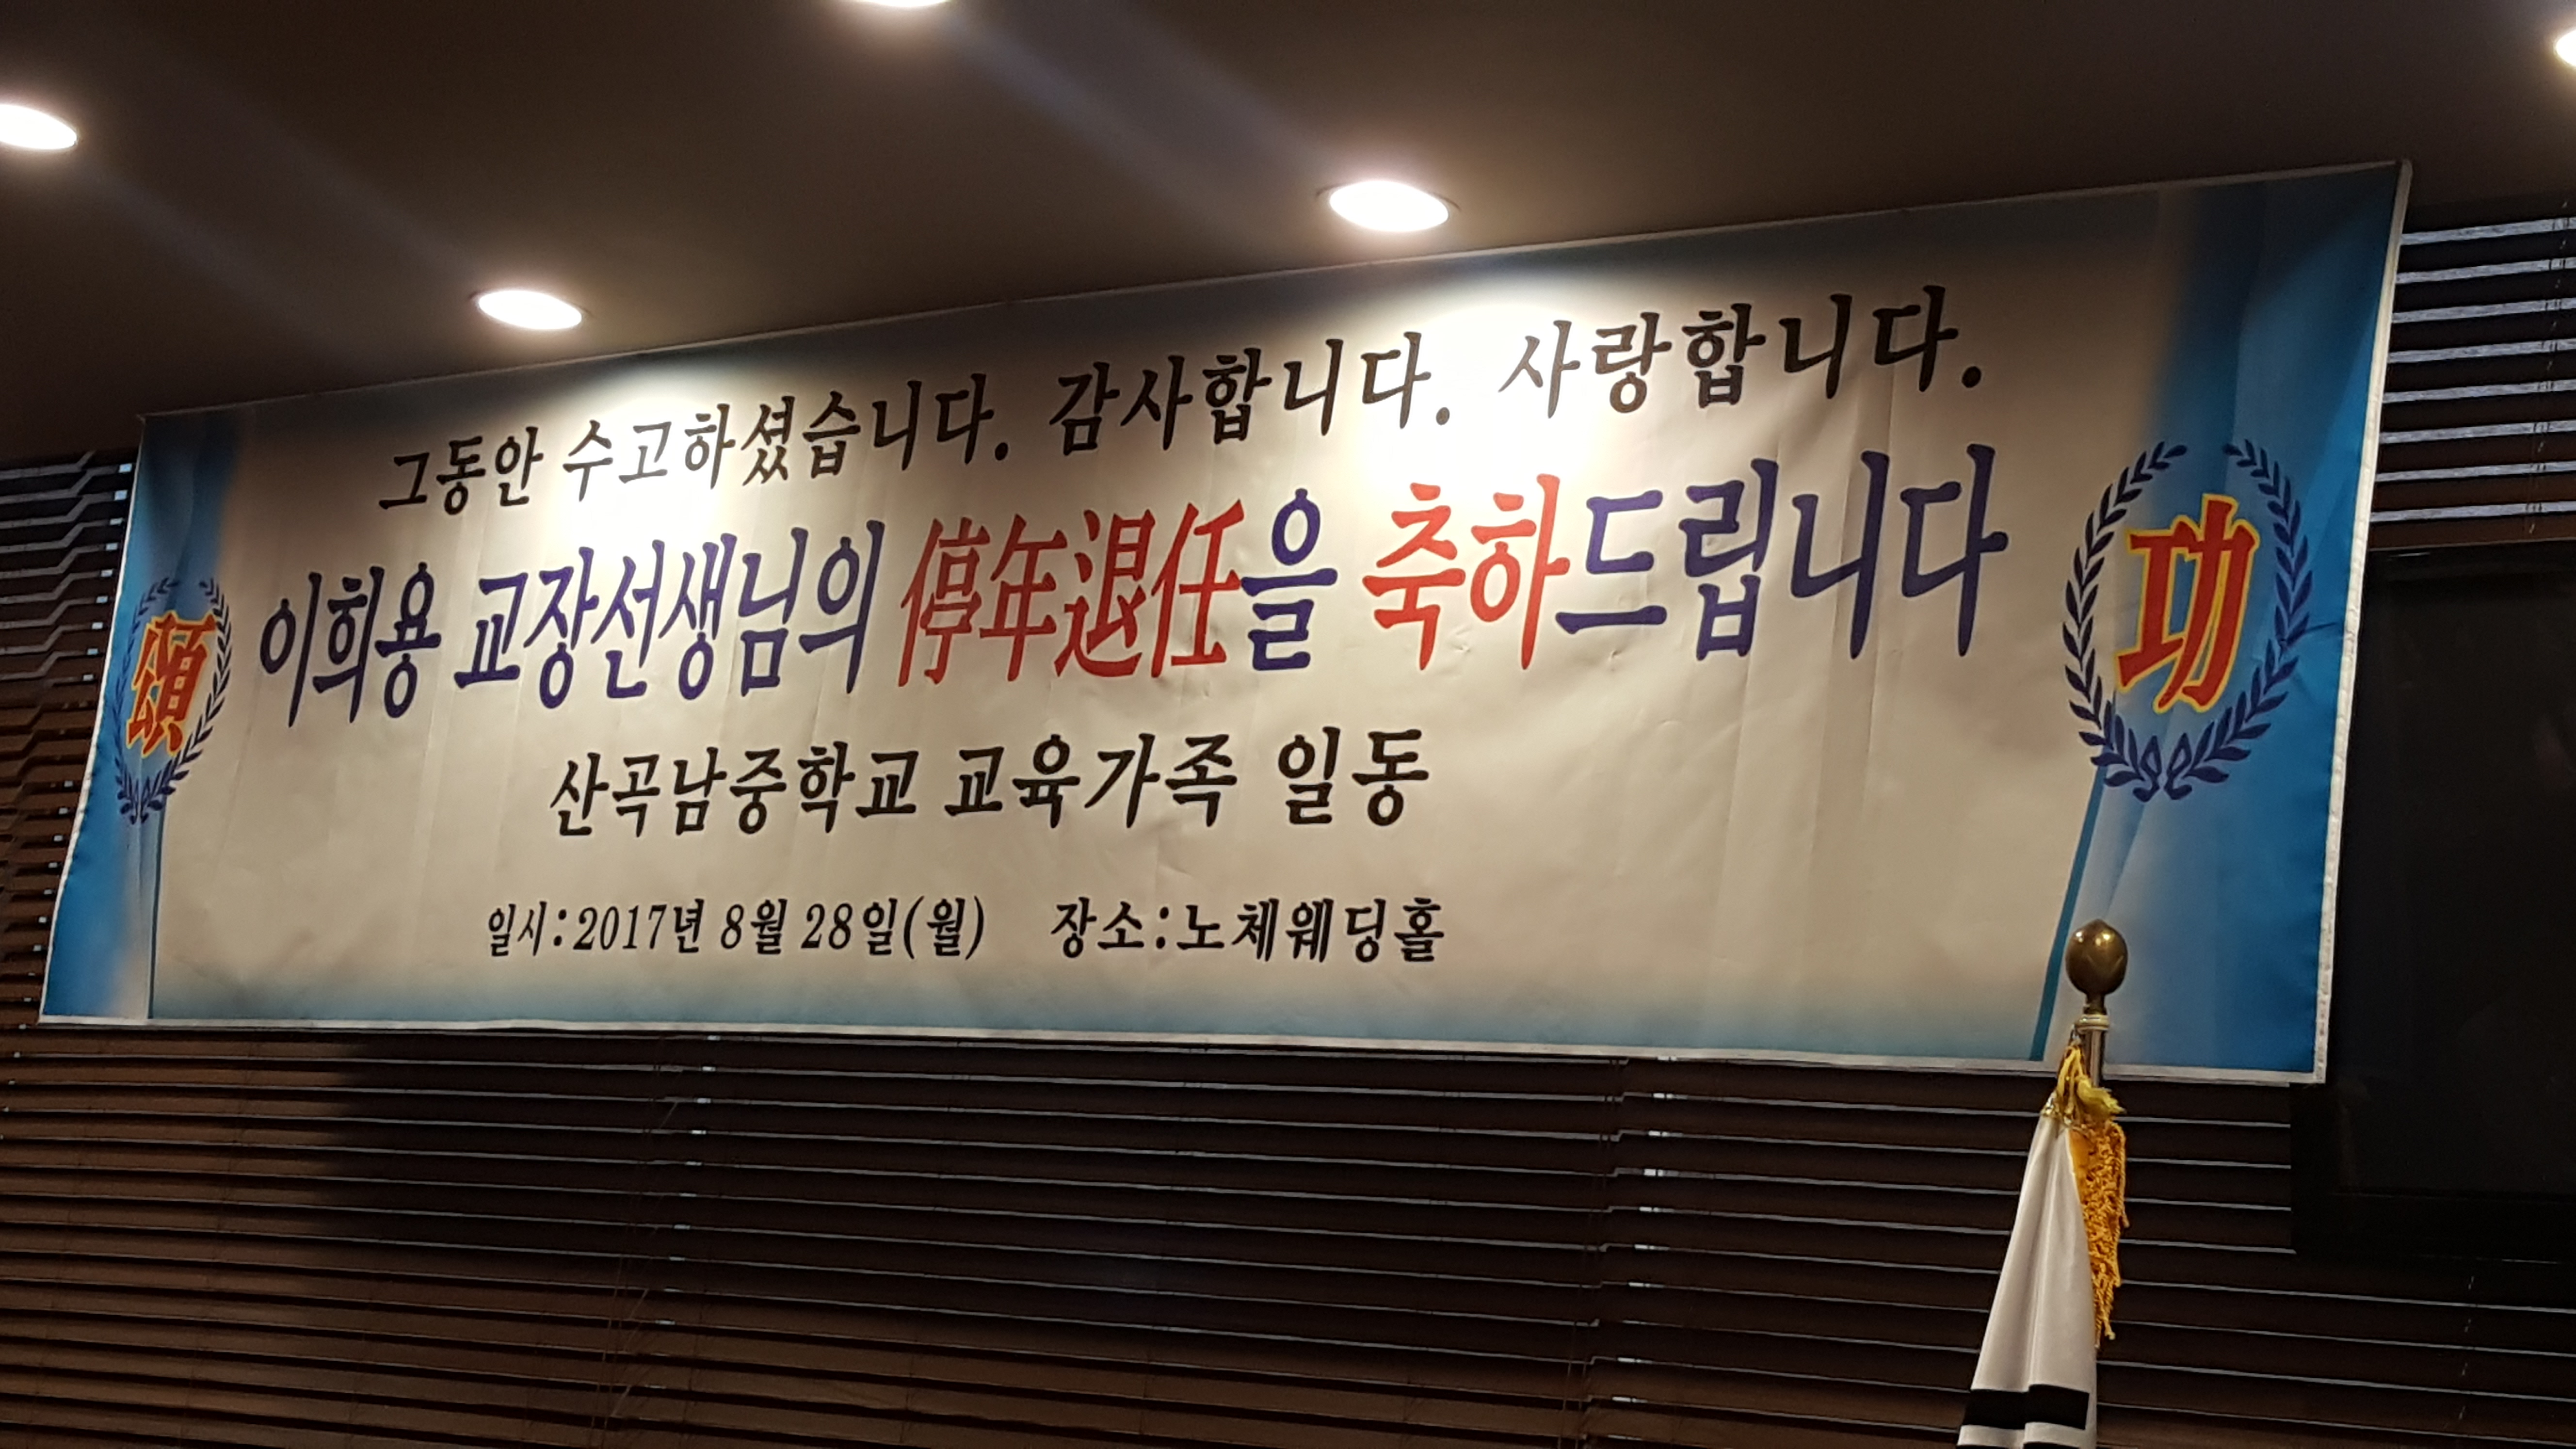 그동안 수고하셨습니다. 감사합니다. 사랑합니다.
頌
이희용 교장선생님의 停年退任을 축하드립니다
功
산곡남중학교 교육가족 일동
일시:2017년 8월 28일(월) 장소:노체웨딩홀